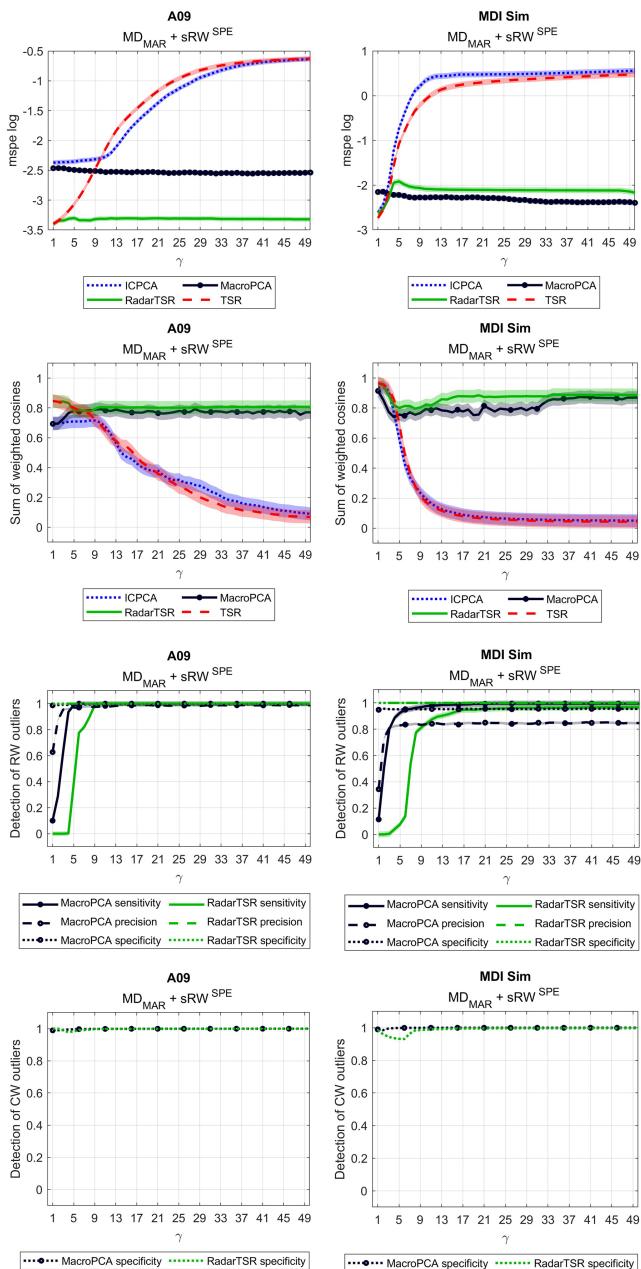 A09
MD_MAR + sRW^SPE
mspe log
-0.5
-1
-1.5
-2
-2.5
-3
-3.5
1 5 9 13 17 21 25 29 33 37 41 45 49
γ
ICPCA MacroPCA
RadarTSR TSR
MDI Sim
MD_MAR + sRW^SPE
mspe log
1
0
-1
-2
-3
1 5 9 13 17 21 25 29 33 37 41 45 49
γ
ICPCA MacroPCA
RadarTSR TSR
A09
MD_MAR + sRW^SPE
Sum of weighted cosines
1
0.8
0.6
0.4
0.2
0
1 5 9 13 17 21 25 29 33 37 41 45 49
γ
ICPCA MacroPCA
RadarTSR TSR
MDI Sim
MD_MAR + sRW^SPE
Sum of weighted cosines
1
0.8
0.6
0.4
0.2
0
1 5 9 13 17 21 25 29 33 37 41 45 49
γ
ICPCA MacroPCA
RadarTSR TSR
A09
MD_MAR + sRW^SPE
Detection of RW outliers
1
0.8
0.6
0.4
0.2
0
1 5 9 13 17 21 25 29 33 37 41 45 49
γ
MacroPCA sensitivity RadarTSR sensitivity
MacroPCA precision RadarTSR precision
MacroPCA specificity RadarTSR specificity
MDI Sim
MD_MAR + sRW^SPE
Detection of RW outliers
1
0.8
0.6
0.4
0.2
0
1 5 9 13 17 21 25 29 33 37 41 45 49
γ
MacroPCA sensitivity RadarTSR sensitivity
MacroPCA precision RadarTSR precision
MacroPCA specificity RadarTSR specificity
A09
MD_MAR + sRW^SPE
Detection of CW outliers
1
0.8
0.6
0.4
0.2
0
1 5 9 13 17 21 25 29 33 37 41 45 49
γ
MacroPCA specificity RadarTSR specificity
MDI Sim
MD_MAR + sRW^SPE
Detection of CW outliers
1
0.8
0.6
0.4
0.2
0
1 5 9 13 17 21 25 29 33 37 41 45 49
γ
MacroPCA specificity RadarTSR specificity